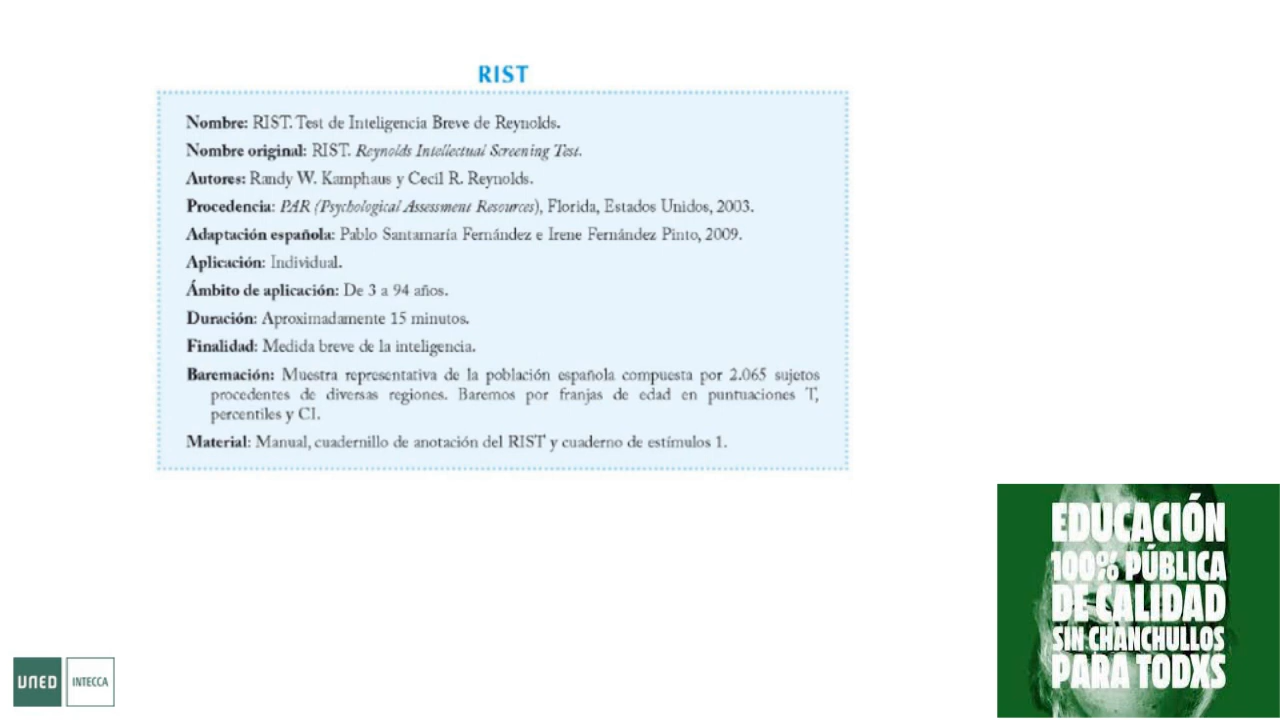 RIST
Nombre: RIST. Test de Inteligencia Breve de Reynolds.
Nombre original: RIST. Reynolds Intellectual Screening Test.
Autores: Randy W. Kamphaus y Cecil R. Reynolds.
Procedencia: PAR (Psychological Assessment Resources), Florida, Estados Unidos, 2003.
Adaptación española: Pablo Santamaría Fernández e Irene Fernández Pinto, 2009.
Aplicación: Individual.
Ámbito de aplicación: De 3 a 94 años.
Duración: Aproximadamente 15 minutos.
Finalidad: Medida breve de la inteligencia.
Baremación: Muestra representativa de la población española compuesta por 2.065 sujetos
procedentes de diversas regiones. Baremos por franjas de edad en puntuaciones T,
percentiles y CI.
Material: Manual, cuadernillo de anotación del RIST y cuaderno de estímulos 1.
EDUCACIÓN
100% PÚBLICA
DE CALIDAD
SIN CHANCHULLOS
PARA TODXS
UNED
INTECCA